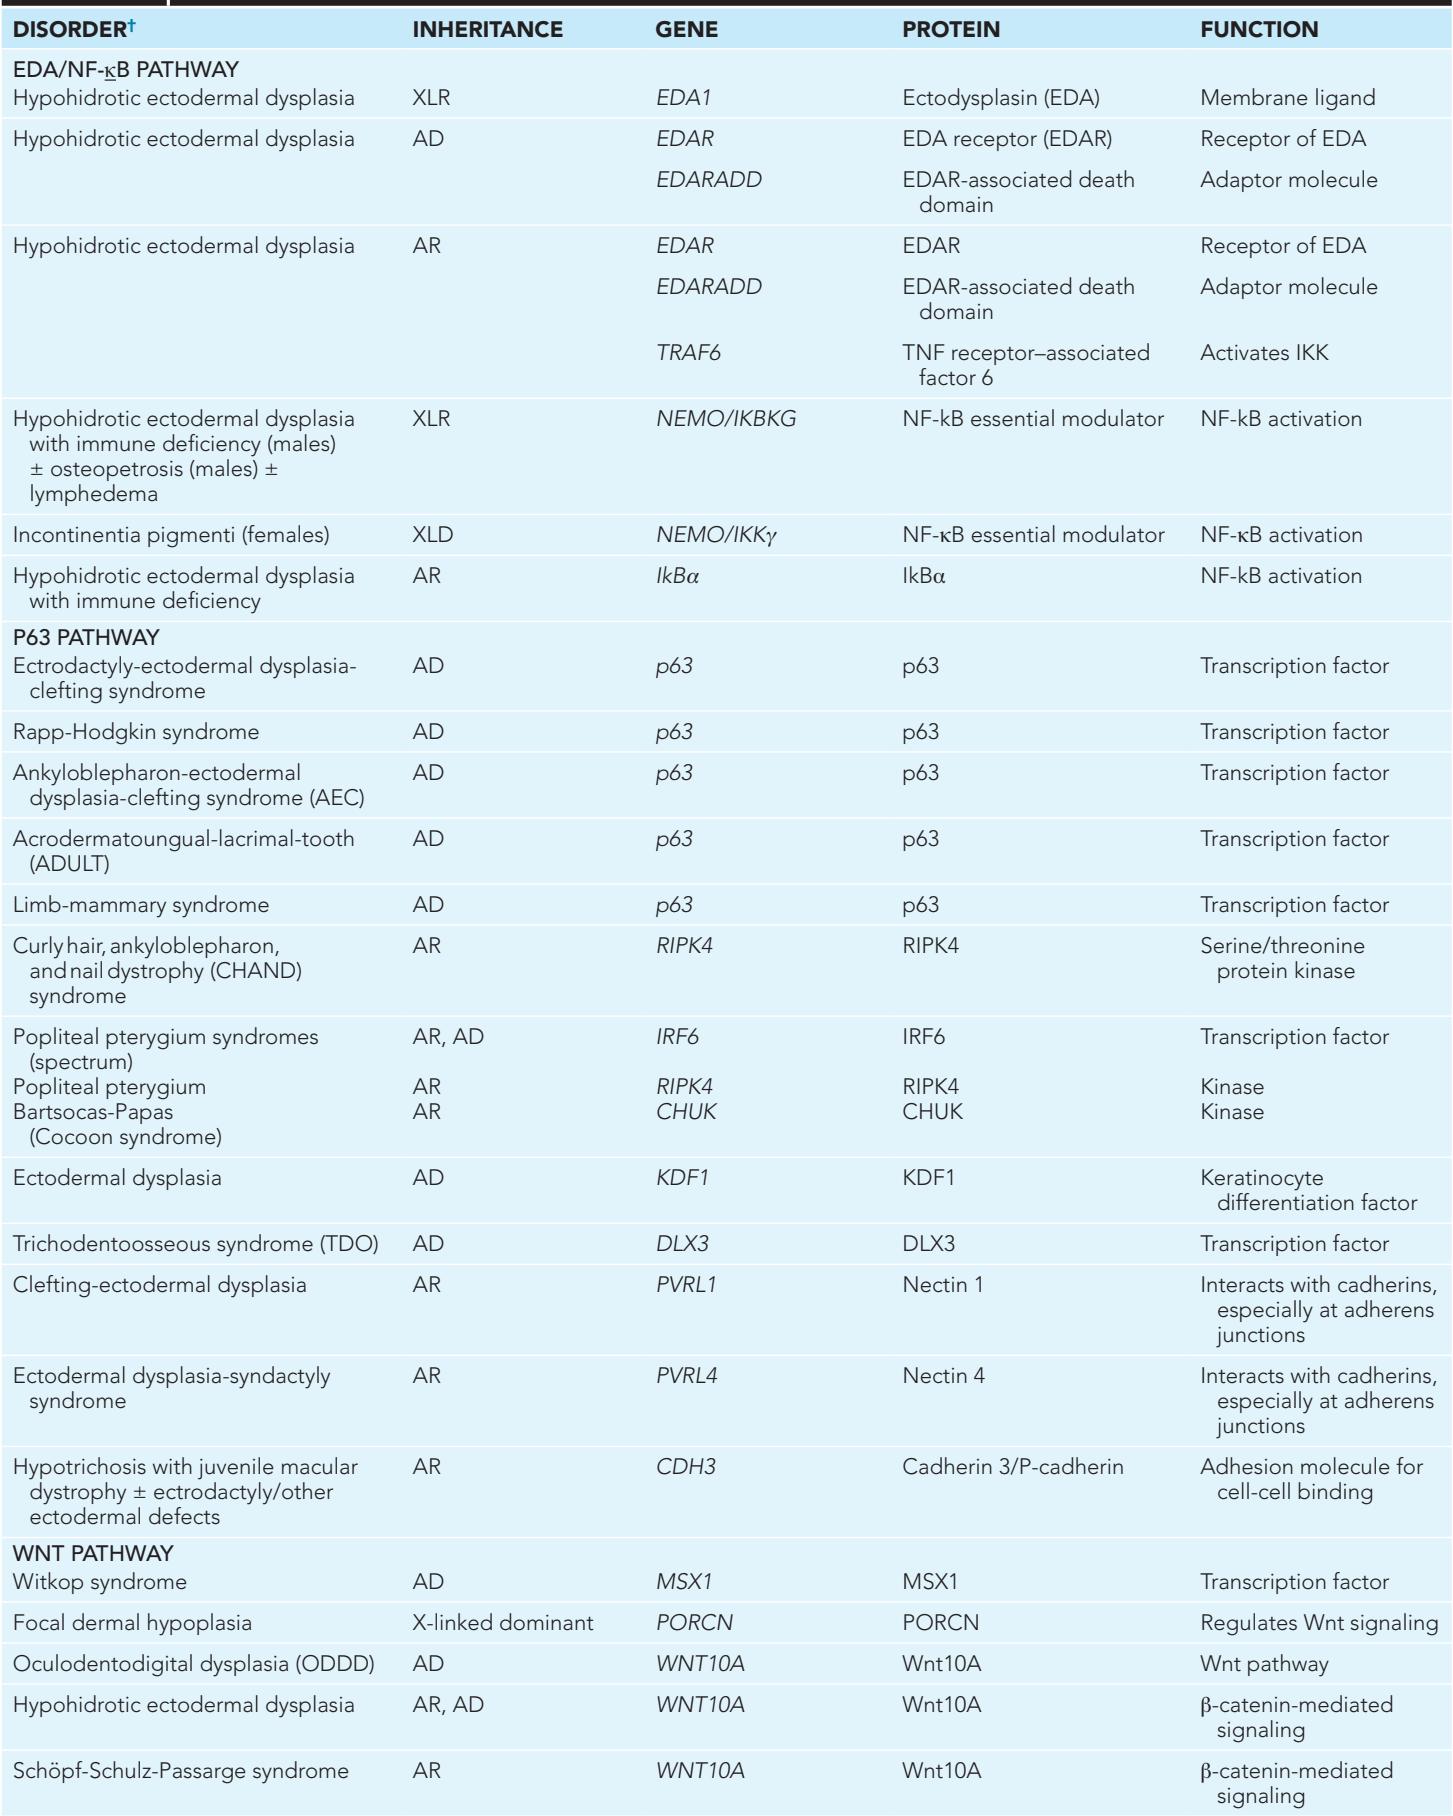 DISORDER† INHERITANCE GENE PROTEIN FUNCTION
EDA/NF-κB PATHWAY
Hypohidrotic ectodermal dysplasia XLR EDA1 Ectodysplasin (EDA) Membrane ligand
Hypohidrotic ectodermal dysplasia AD EDAR EDA receptor (EDAR) Receptor of EDA
EDARADD EDAR-associated death Adaptor molecule
domain
Hypohidrotic ectodermal dysplasia AR EDAR EDAR Receptor of EDA
EDARADD EDAR-associated death Adaptor molecule
domain
TRAF6 TNF receptor–associated Activates IKK
factor 6
Hypohidrotic ectodermal dysplasia XLR NEMO/IKBKG NF-kB essential modulator NF-kB activation
with immune deficiency (males)
± osteopetrosis (males) ±
lymphedema
Incontinentia pigmenti (females) XLD NEMO/IKKγ NF-κB essential modulator NF-κB activation
Hypohidrotic ectodermal dysplasia AR IkBα IkBα NF-kB activation
with immune deficiency
P63 PATHWAY
Ectrodactyly-ectodermal dysplasia- AD p63 p63 Transcription factor
clefting syndrome
Rapp-Hodgkin syndrome AD p63 p63 Transcription factor
Ankyloblepharon-ectodermal AD p63 p63 Transcription factor
dysplasia-clefting syndrome (AEC)
Acrodermatoungual-lacrimal-tooth AD p63 p63 Transcription factor
(ADULT)
Limb-mammary syndrome AD p63 p63 Transcription factor
Curly hair, ankyloblepharon, AR RIPK4 RIPK4 Serine/threonine
and nail dystrophy (CHAND) protein kinase
syndrome
Popliteal pterygium syndromes AR, AD IRF6 IRF6 Transcription factor
(spectrum)
Popliteal pterygium AR RIPK4 RIPK4 Kinase
Bartsocas-Papas AR CHUK CHUK Kinase
(Cocoon syndrome)
Ectodermal dysplasia AD KDF1 KDF1 Keratinocyte
differentiation factor
Trichodentoosseous syndrome (TDO) AD DLX3 DLX3 Transcription factor
Clefting-ectodermal dysplasia AR PVRL1 Nectin 1 Interacts with cadherins,
especially at adherens
junctions
Ectodermal dysplasia-syndactyly AR PVRL4 Nectin 4 Interacts with cadherins,
syndrome especially at adherens
junctions
Hypotrichosis with juvenile macular AR CDH3 Cadherin 3/P-cadherin Adhesion molecule for
dystrophy ± ectrodactyly/other cell-cell binding
ectodermal defects
WNT PATHWAY
Witkop syndrome AD MSX1 MSX1 Transcription factor
Focal dermal hypoplasia X-linked dominant PORCN PORCN Regulates Wnt signaling
Oculodentodigital dysplasia (ODDD) AD WNT10A Wnt10A Wnt pathway
Hypohidrotic ectodermal dysplasia AR, AD WNT10A Wnt10A β-catenin-mediated
signaling
Schöpf-Schulz-Passarge syndrome AR WNT10A Wnt10A β-catenin-mediated
signaling